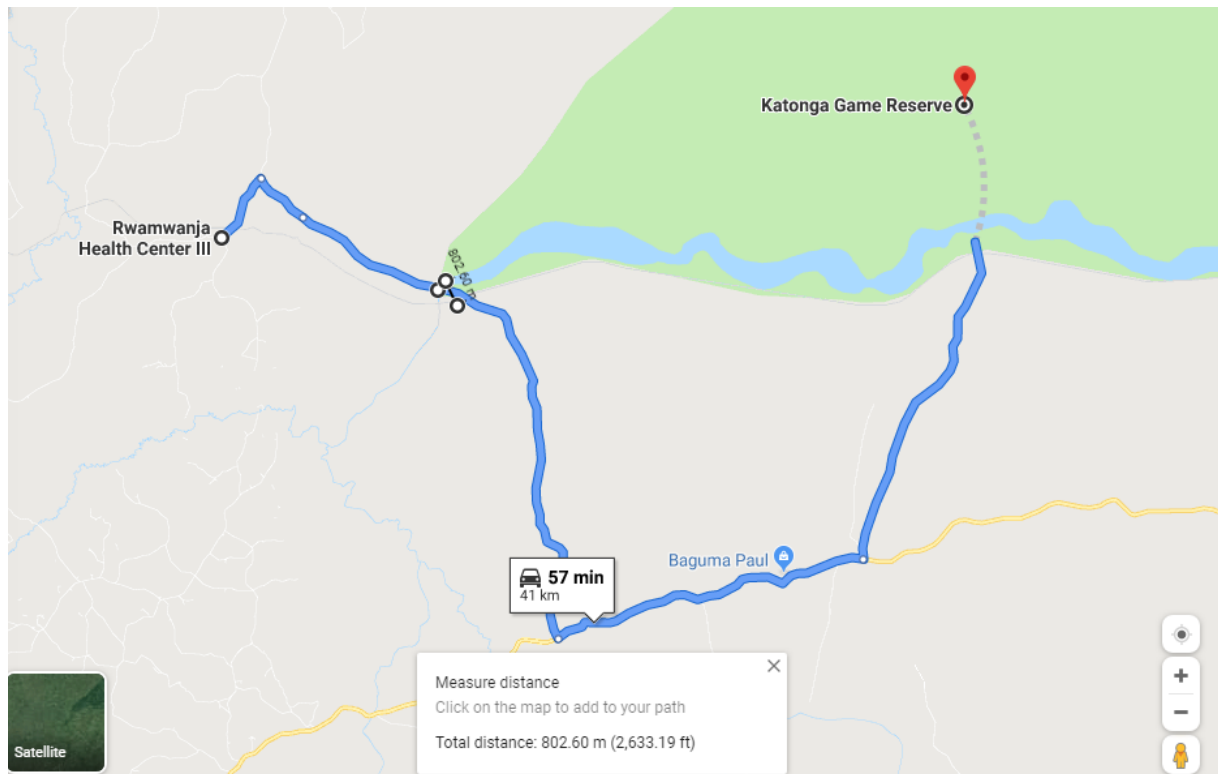 Katonga Game Reserve
Rwamwanja
Health Center III
802.60 m
Baguma Paul
57 min
41 km
Measure distance
Click on the map to add to your path
Total distance: 802.60 m (2,633.19 ft)
Satellite